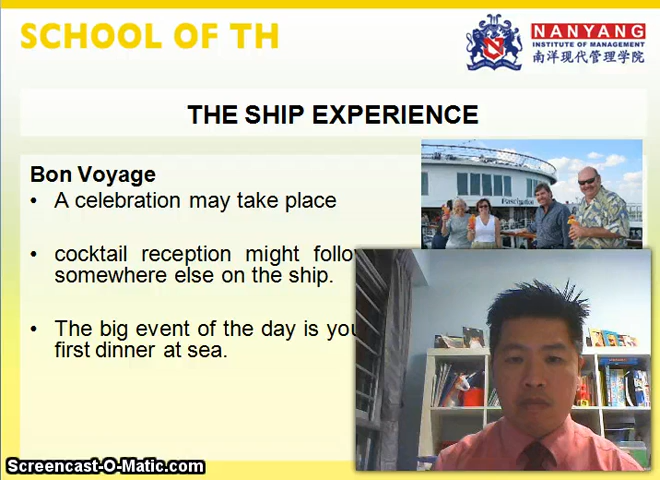 SCHOOL OF TH
NANYANG
INSTITUTE OF MANAGEMENT
南洋现代管理学院
THE SHIP EXPERIENCE
Bon Voyage
• A celebration may take place
• cocktail reception might follo
somewhere else on the ship.
• The big event of the day is you
first dinner at sea.
Fascination
Screencast-O-Matic.com